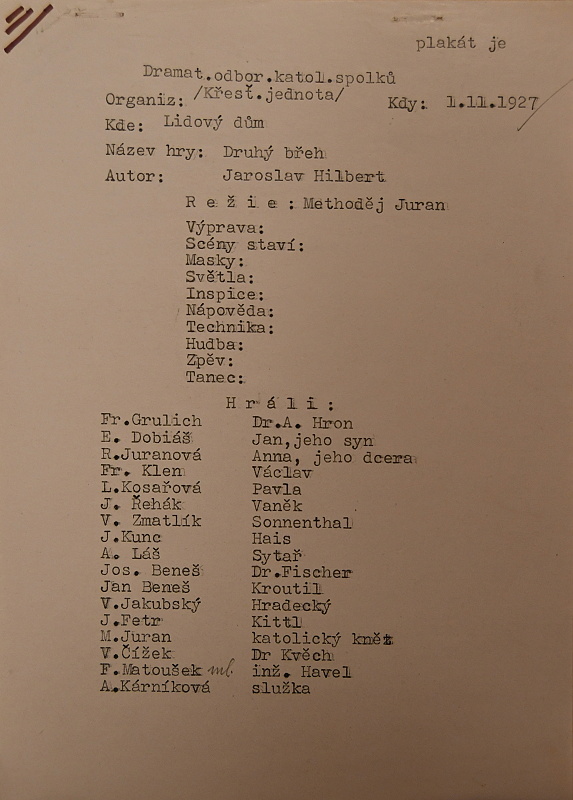 plakát je
Dramat.odbor.katol.spolků
Organiz: /Křest.jednota/ Kdy: 1.11.1927
Kde: Lidový dům
Název hry: Druhý břeh
Autor: Jaroslav Hilbert
R e ž i e : Methoděj Juran
Výprava:
Scény staví:
Masky:
Světla:
Inspice:
Nápověda:
Technika:
Hudba:
Zpěv:
Tanec:
H r á l i :
Fr.Grulich Dr.A. Hron
E. Dobiáš Jan,jeho syn
R.Juranová Anna, jeho dcera
Fr. Klen Václav
L.Kosařová Pavla
J. Řehák Vaněk
V. Zmatlík Sonnenthal
J.Kunc Hais
A. Láš Sytař
Jos. Beneš Dr.Fischer
Jan Beneš Kroutil
V.Jakubský Hradecký
J.Fetr Kittl
M.Juran katolický kněz
V.Čížek Dr Kvěch
F.Matoušek ml. inž. Havel
A.Kárníková služka